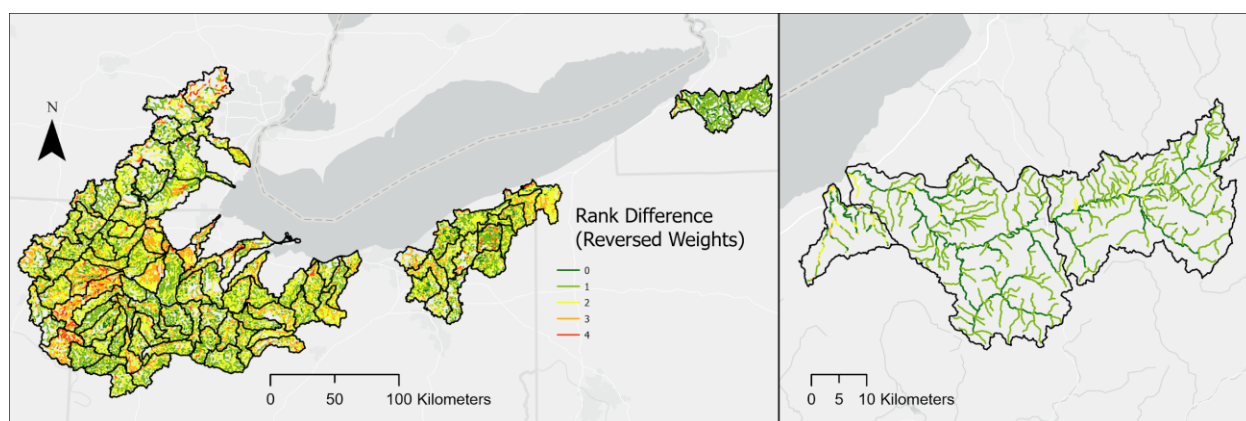 N
Rank Difference
(Reversed Weights)
0
1
2
3
4
0 50 100 Kilometers
0 5 10 Kilometers